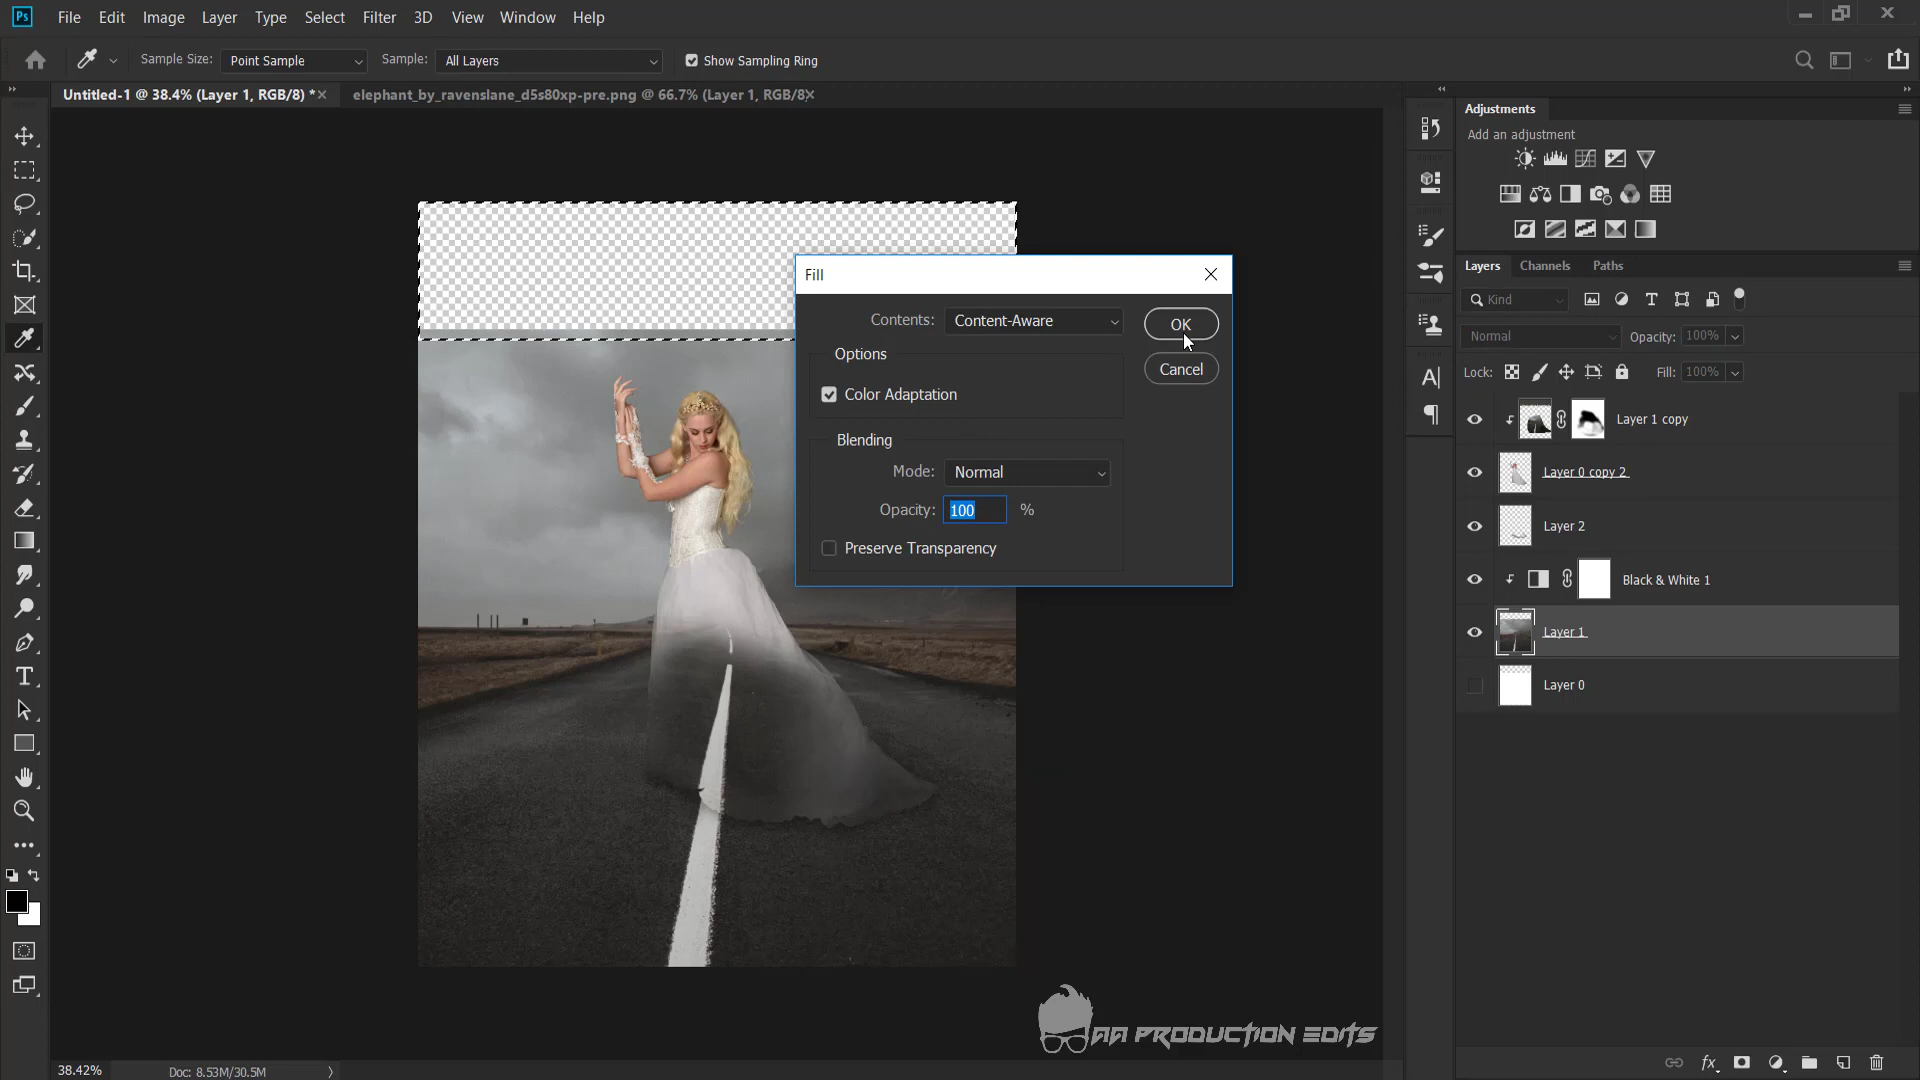 Ps File Edit Image Layer Type Select Filter 3D View Window Help
Sample Size: Point Sample Sample: All Layers Show Sampling Ring
Untitled-1 @ 38.4% (Layer 1, RGB/8) * elephant_by_ravenslane_d5s80xp-pre.png @ 66.7% (Layer 1, RGB/8)
Adjustments
Add an adjustment
Fill
Contents: Content-Aware
OK
Options
Cancel
Color Adaptation
Blending
Mode: Normal
Opacity: 100 %
Preserve Transparency
Layers Channels Paths
Kind
Normal Opacity: 100%
Lock: Fill: 100%
Layer 1 copy
Layer 0 copy 2
Layer 2
Black & White 1
Layer 1
Layer 0
AA PRODUCTION EDITS
38.42% Doc: 8.53M/30.5M